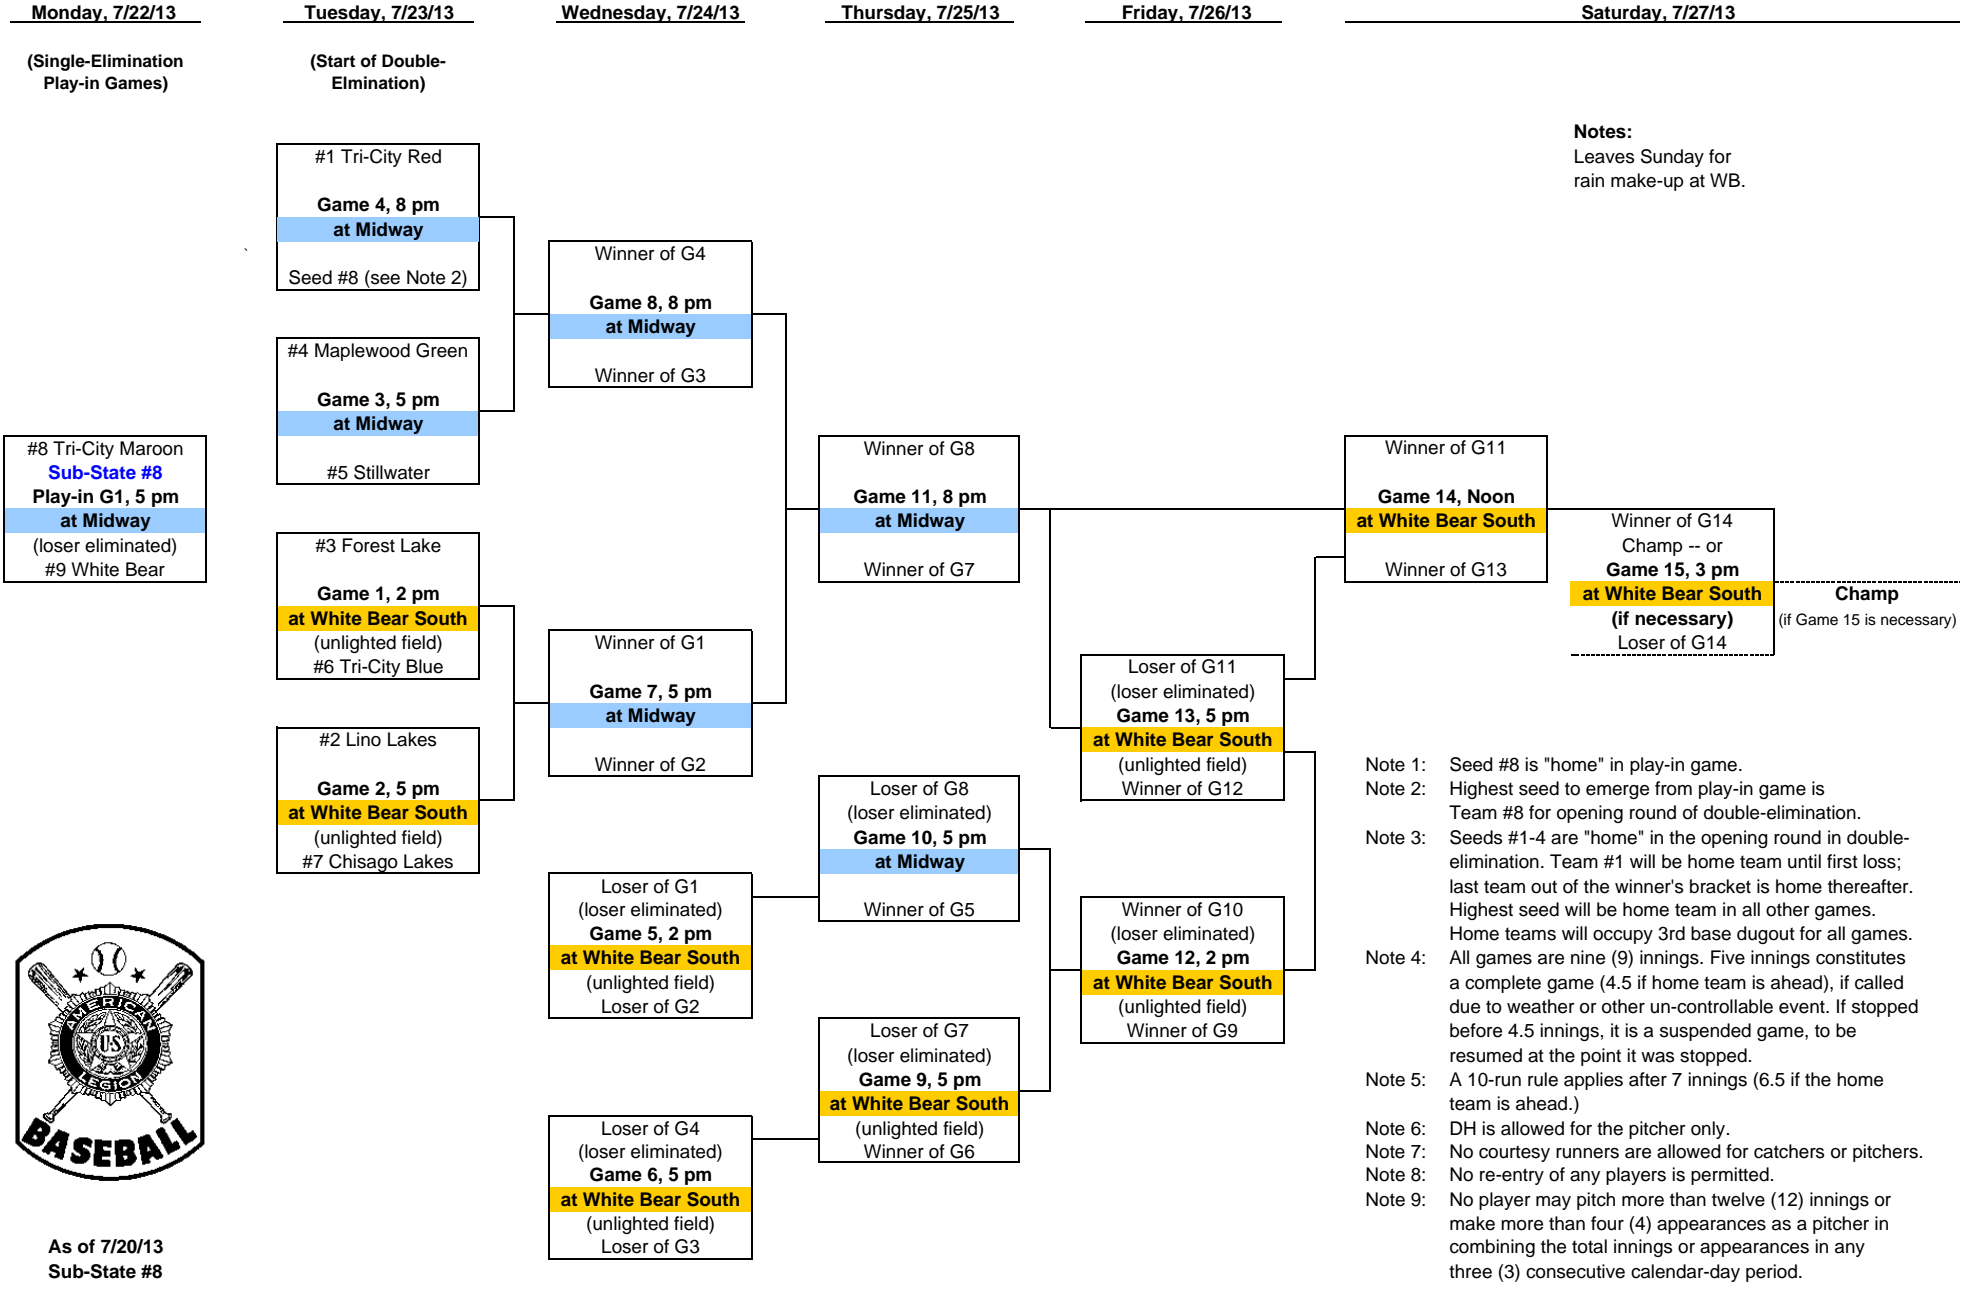 Monday, 7/22/13
Tuesday, 7/23/13
Wednesday, 7/24/13
Thursday, 7/25/13
Friday, 7/26/13
Saturday, 7/27/13
(Single-Elimination
Play-in Games)
(Start of Double-
Elmination)
Notes:
Leaves Sunday for
rain make-up at WB.
#8 Tri-City Maroon
Sub-State #8
Play-in G1, 5 pm
at Midway
(loser eliminated)
#9 White Bear
#1 Tri-City Red
Game 4, 8 pm
at Midway
Seed #8 (see Note 2)
`
#4 Maplewood Green
Game 3, 5 pm
at Midway
#5 Stillwater
#3 Forest Lake
Game 1, 2 pm
at White Bear South
(unlighted field)
#6 Tri-City Blue
#2 Lino Lakes
Game 2, 5 pm
at White Bear South
(unlighted field)
#7 Chisago Lakes
Winner of G4
Game 8, 8 pm
at Midway
Winner of G3
Winner of G1
Game 7, 5 pm
at Midway
Winner of G2
Loser of G1
(loser eliminated)
Game 5, 2 pm
at White Bear South
(unlighted field)
Loser of G2
Loser of G4
(loser eliminated)
Game 6, 5 pm
at White Bear South
(unlighted field)
Loser of G3
Winner of G8
Game 11, 8 pm
at Midway
Winner of G7
Loser of G8
(loser eliminated)
Game 10, 5 pm
at Midway
Winner of G5
Loser of G7
(loser eliminated)
Game 9, 5 pm
at White Bear South
(unlighted field)
Winner of G6
Loser of G11
(loser eliminated)
Game 13, 5 pm
at White Bear South
(unlighted field)
Winner of G12
Winner of G10
(loser eliminated)
Game 12, 2 pm
at White Bear South
(unlighted field)
Winner of G9
Winner of G11
Game 14, Noon
at White Bear South
Winner of G13
Winner of G14
Champ -- or
Game 15, 3 pm
at White Bear South
(if necessary)
Loser of G14
Champ
(if Game 15 is necessary)
Note 1: Seed #8 is "home" in play-in game.
Note 2: Highest seed to emerge from play-in game is
Team #8 for opening round of double-elimination.
Note 3: Seeds #1-4 are "home" in the opening round in double-
elimination. Team #1 will be home team until first loss;
last team out of the winner's bracket is home thereafter.
Highest seed will be home team in all other games.
Home teams will occupy 3rd base dugout for all games.
Note 4: All games are nine (9) innings. Five innings constitutes
a complete game (4.5 if home team is ahead), if called
due to weather or other un-controllable event. If stopped
before 4.5 innings, it is a suspended game, to be
resumed at the point it was stopped.
Note 5: A 10-run rule applies after 7 innings (6.5 if the home
team is ahead.)
Note 6: DH is allowed for the pitcher only.
Note 7: No courtesy runners are allowed for catchers or pitchers.
Note 8: No re-entry of any players is permitted.
Note 9: No player may pitch more than twelve (12) innings or
make more than four (4) appearances as a pitcher in
combining the total innings or appearances in any
three (3) consecutive calendar-day period.
AMERICAN
US
LEGION
BASEBALL
As of 7/20/13
Sub-State #8